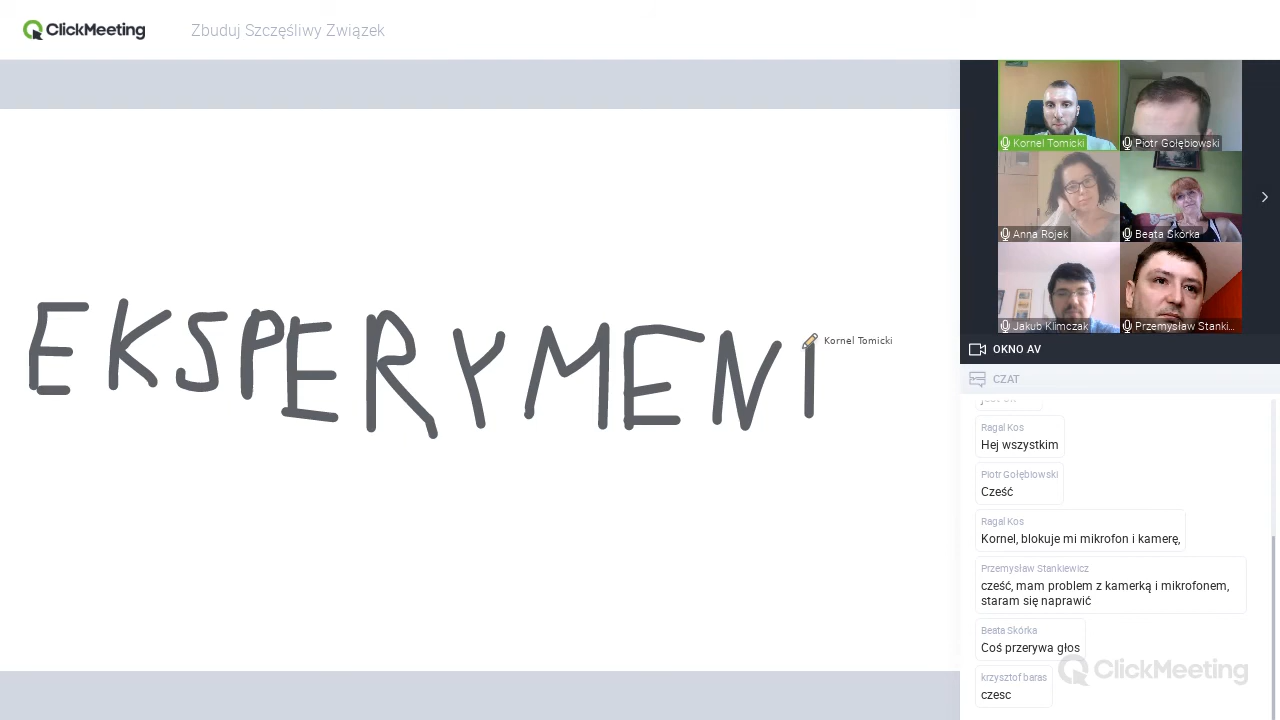 ClickMeeting
Zbuduj Szczęśliwy Związek
EKSPERYMENI
Kornel Tomicki
Kornel Tomicki
Piotr Gołębiowski
Anna Rojek
Beata Skórka
Jakub Klimczak
Przemysław Stanki...
OKNO AV
CZAT
Ragal Kos
Hej wszystkim
Piotr Gołębiowski
Cześć
Ragal Kos
Kornel, blokuje mi mikrofon i kamerę,
Przemysław Stankiewicz
cześć, mam problem z kamerką i mikrofonem,
staram się naprawić
Beata Skórka
Coś przerywa głos
krzysztof baras
czesc
ClickMeeting